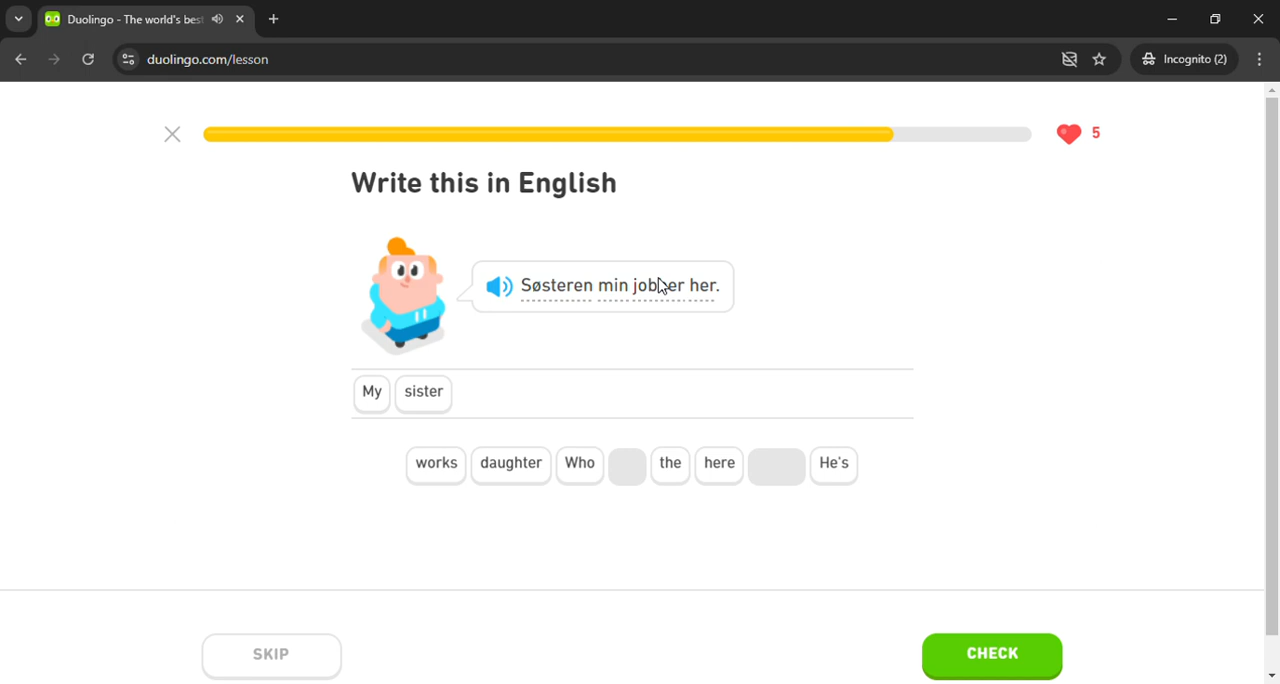 Duolingo - The world's best
duolingo.com/lesson
Incognito (2)
5
Write this in English
Søsteren min jobber her.
My sister
works daughter Who the here He's
SKIP
CHECK